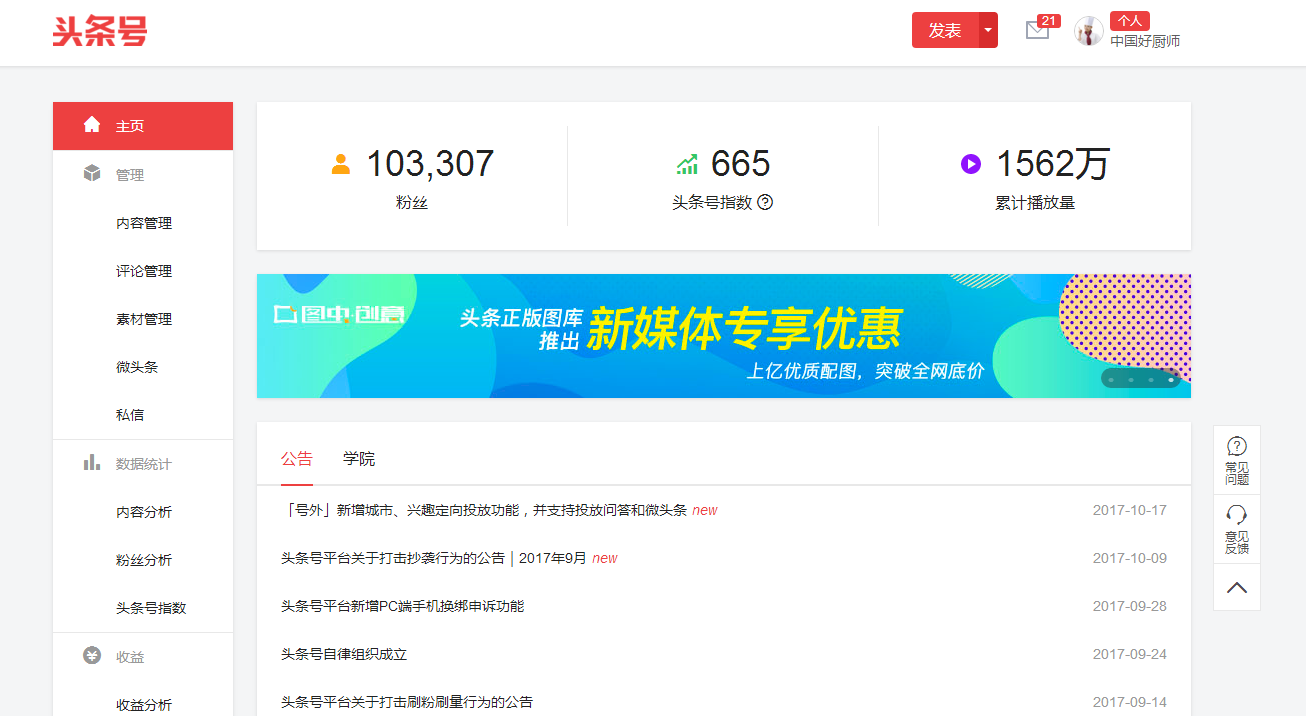 头条号
发表
21
个人
中国好厨师
主页
管理
内容管理
评论管理
素材管理
微头条
私信
数据统计
内容分析
粉丝分析
头条号指数
收益
收益分析
103,307
粉丝
665
头条号指数
1562万
累计播放量
图虫创意
头条正版图库
推出
新媒体专享优惠
上亿优质配图，突破全网底价
公告
学院
「号外」新增城市、兴趣定向投放功能，并支持投放问答和微头条 new 2017-10-17
头条号平台关于打击抄袭行为的公告｜2017年9月 new 2017-10-09
头条号平台新增PC端手机换绑申诉功能 2017-09-28
头条号自律组织成立 2017-09-24
头条号平台关于打击刷粉刷量行为的公告 2017-09-14
常见
问题
意见
反馈